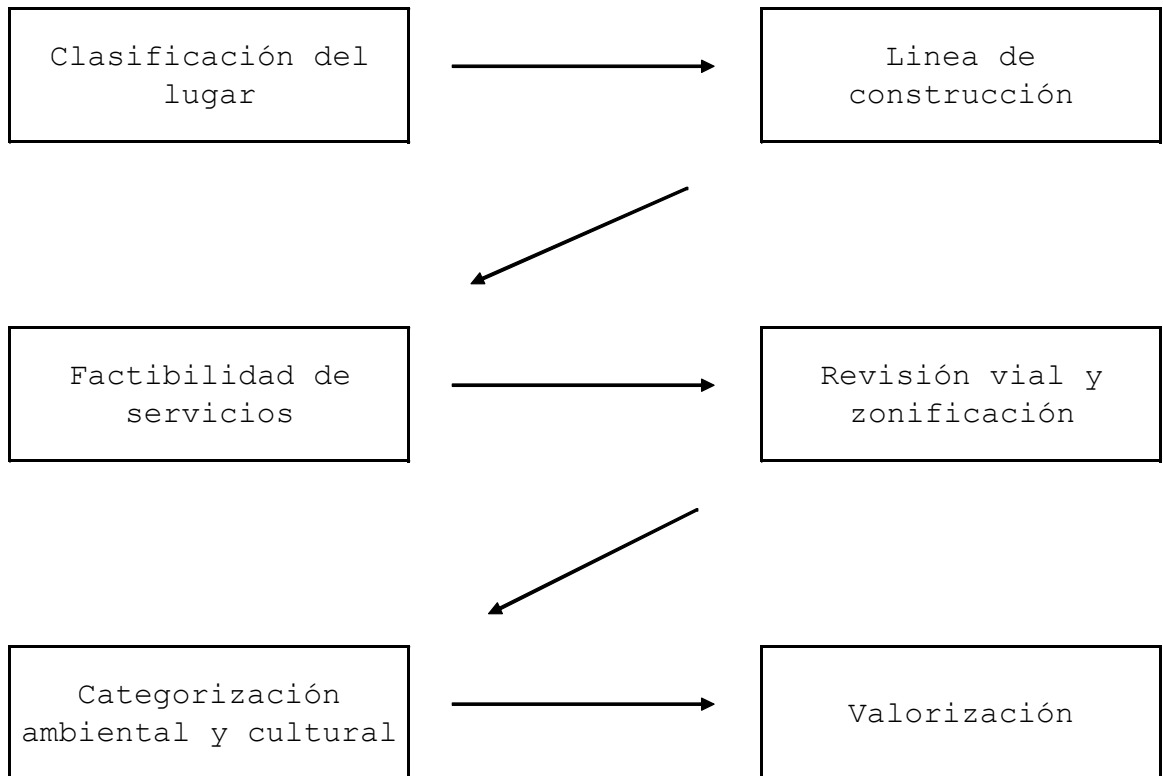 Clasificación del
lugar
Linea de
construcción
Factibilidad de
servicios
Revisión vial y
zonificación
Categorización
ambiental y cultural
Valorización